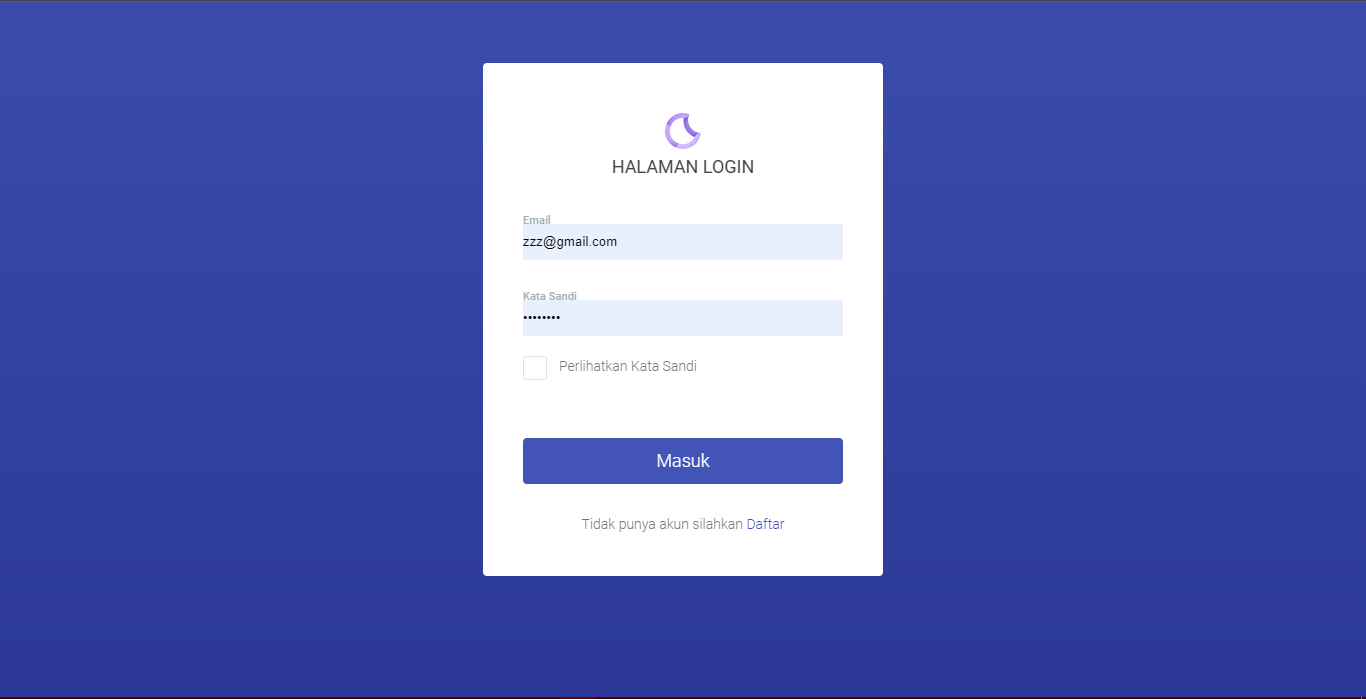 HALAMAN LOGIN
Email
zzz@gmail.com
Kata Sandi
••••••••
Perlihatkan Kata Sandi
Masuk
Tidak punya akun silahkan Daftar